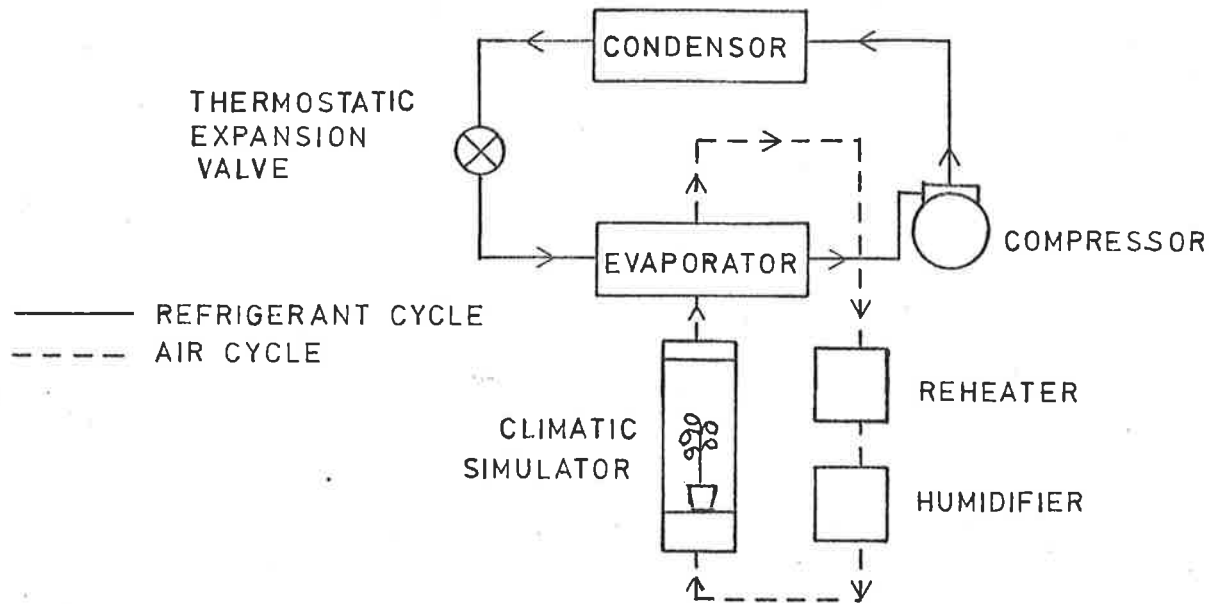 CONDENSOR
THERMOSTATIC
EXPANSION
VALVE
EVAPORATOR
COMPRESSOR
REFRIGERANT CYCLE
AIR CYCLE
REHEATER
CLIMATIC
SIMULATOR
HUMIDIFIER